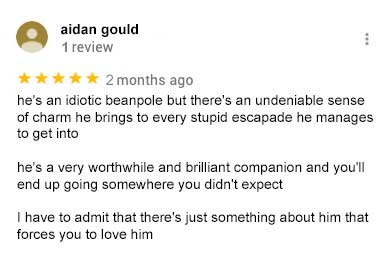 aidan gould
1 review
2 months ago
he's an idiotic beanpole but there's an undeniable sense
of charm he brings to every stupid escapade he manages
to get into
he's a very worthwhile and brilliant companion and you'll
end up going somewhere you didn't expect
I have to admit that there's just something about him that
forces you to love him